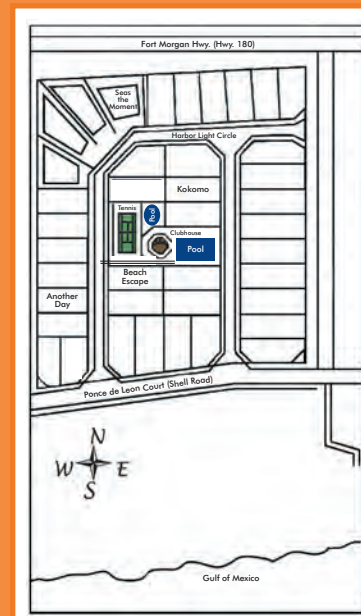 Fort Morgan Hwy. (Hwy. 180)
Seas
the
Moment
Harbor Light Circle
Kokomo
Tennis
Pool
Clubhouse
Pool
Beach
Escape
Another
Day
Ponce de Leon Court (Shell Road)
N
W E
S
Gulf of Mexico